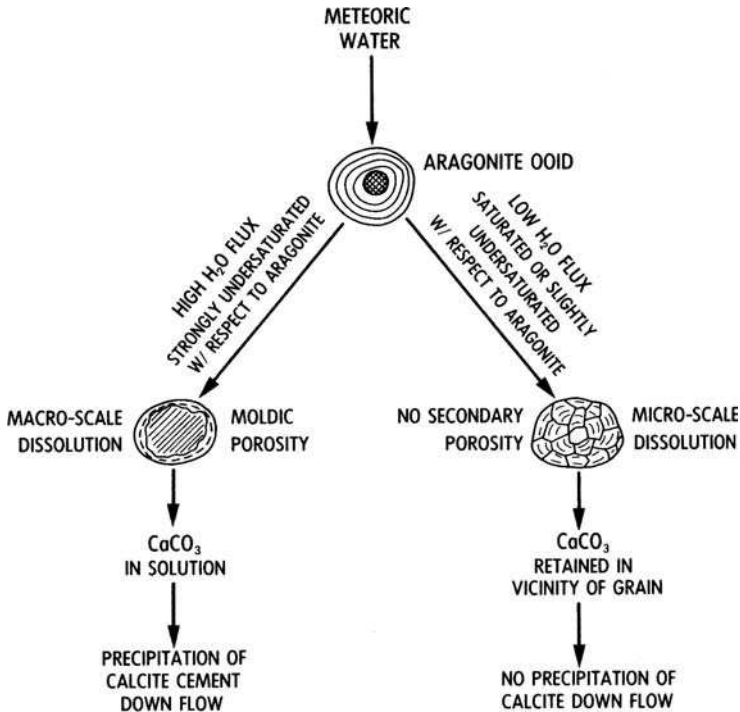 METEORIC
WATER
ARAGONITE OOID
HIGH H₂O FLUX
STRONGLY UNDERSATURATED
W/ RESPECT TO ARAGONITE
LOW H₂O FLUX
SATURATED OR SLIGHTLY
UNDERSATURATED
W/ RESPECT TO ARAGONITE
MACRO-SCALE
DISSOLUTION
MOLDIC
POROSITY
NO SECONDARY
POROSITY
MICRO-SCALE
DISSOLUTION
CaCO₃
IN SOLUTION
CaCO₃
RETAINED IN
VICINITY OF GRAIN
PRECIPITATION OF
CALCITE CEMENT
DOWN FLOW
NO PRECIPITATION OF
CALCITE DOWN FLOW